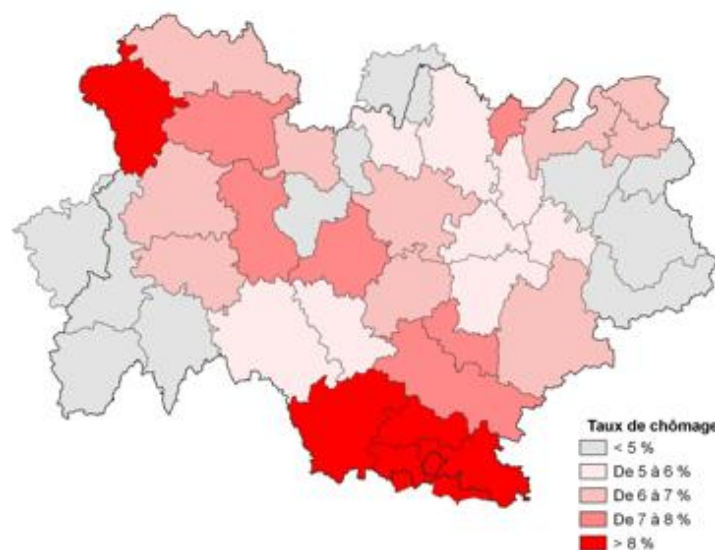 Taux de chômage
< 5 %
De 5 à 6 %
De 6 à 7 %
De 7 à 8 %
> 8 %